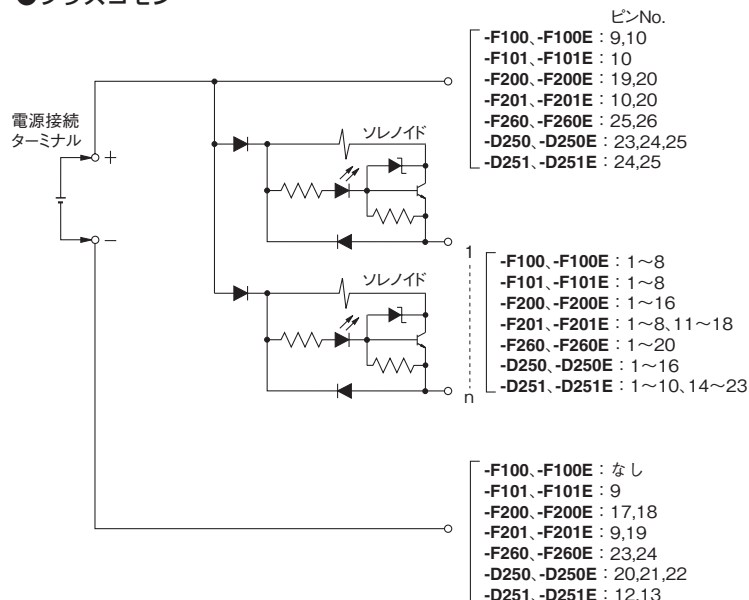 ●プラスコモン
ピンNo.
-F100、-F100E：9,10
-F101、-F101E：10
-F200、-F200E：19,20
-F201、-F201E：10,20
-F260、-F260E：25,26
-D250、-D250E：23,24,25
-D251、-D251E：24,25
電源接続
ターミナル
+
−
ソレノイド
1
ソレノイド
n
-F100、-F100E：1〜8
-F101、-F101E：1〜8
-F200、-F200E：1〜16
-F201、-F201E：1〜8、11〜18
-F260、-F260E：1〜20
-D250、-D250E：1〜16
-D251、-D251E：1〜10、14〜23
-F100、-F100E：なし
-F101、-F101E：9
-F200、-F200E：17,18
-F201、-F201E：9,19
-F260、-F260E：23,24
-D250、-D250E：20,21,22
-D251、-D251E：12,13